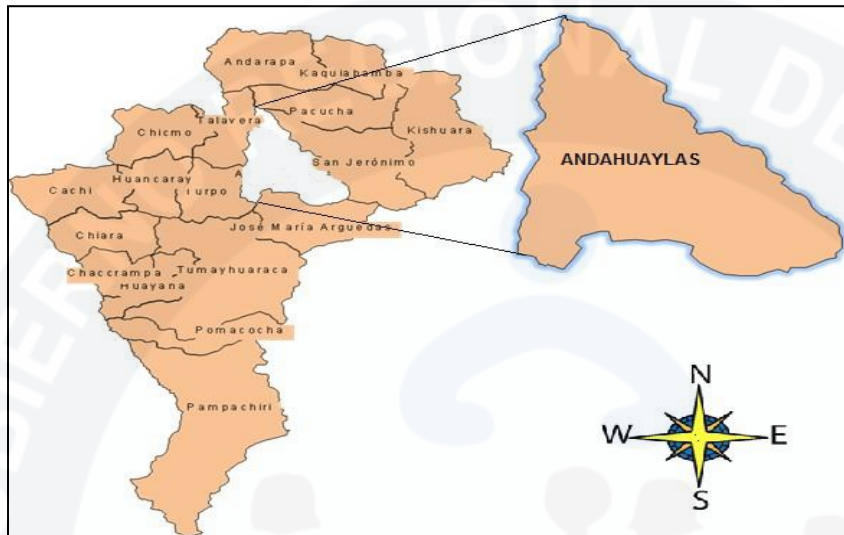 Andarapa
Kaquiabamba
Pacucha
Talavera
Chicmo
Kishuara
San Jerónimo
Huancaray
Cachi
Turpo
A
José María Arguedas
Chiara
Chaccrampa
Tumayhuaraca
Huayana
Pomacocha
Pampachiri
ANDAHUAYLAS
N
W
E
S